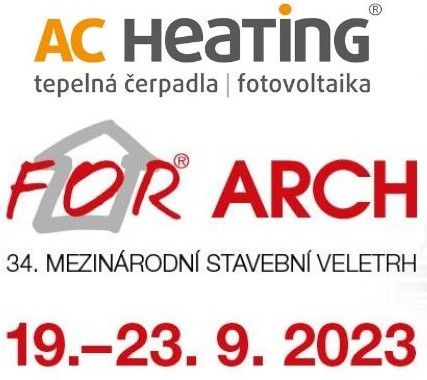 AC Heating®
tepelná čerpadla | fotovoltaika
FOR® ARCH
34. MEZINÁRODNÍ STAVEBNÍ VELETRH
19.–23. 9. 2023